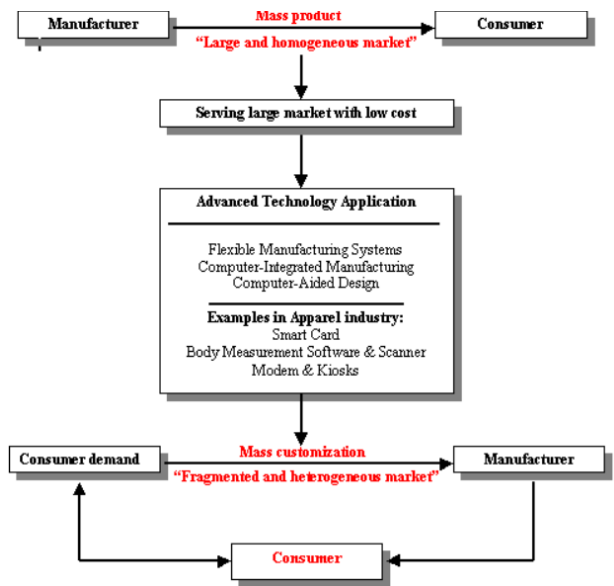 Manufacturer
Mass product
Consumer
“Large and homogeneous market”
Serving large market with low cost
Advanced Technology Application
Flexible Manufacturing Systems
Computer-Integrated Manufacturing
Computer-Aided Design
Examples in Apparel industry:
Smart Card
Body Measurement Software & Scanner
Modem & Kiosks
Consumer demand
Mass customization
Manufacturer
“Fragmented and heterogeneous market”
Consumer